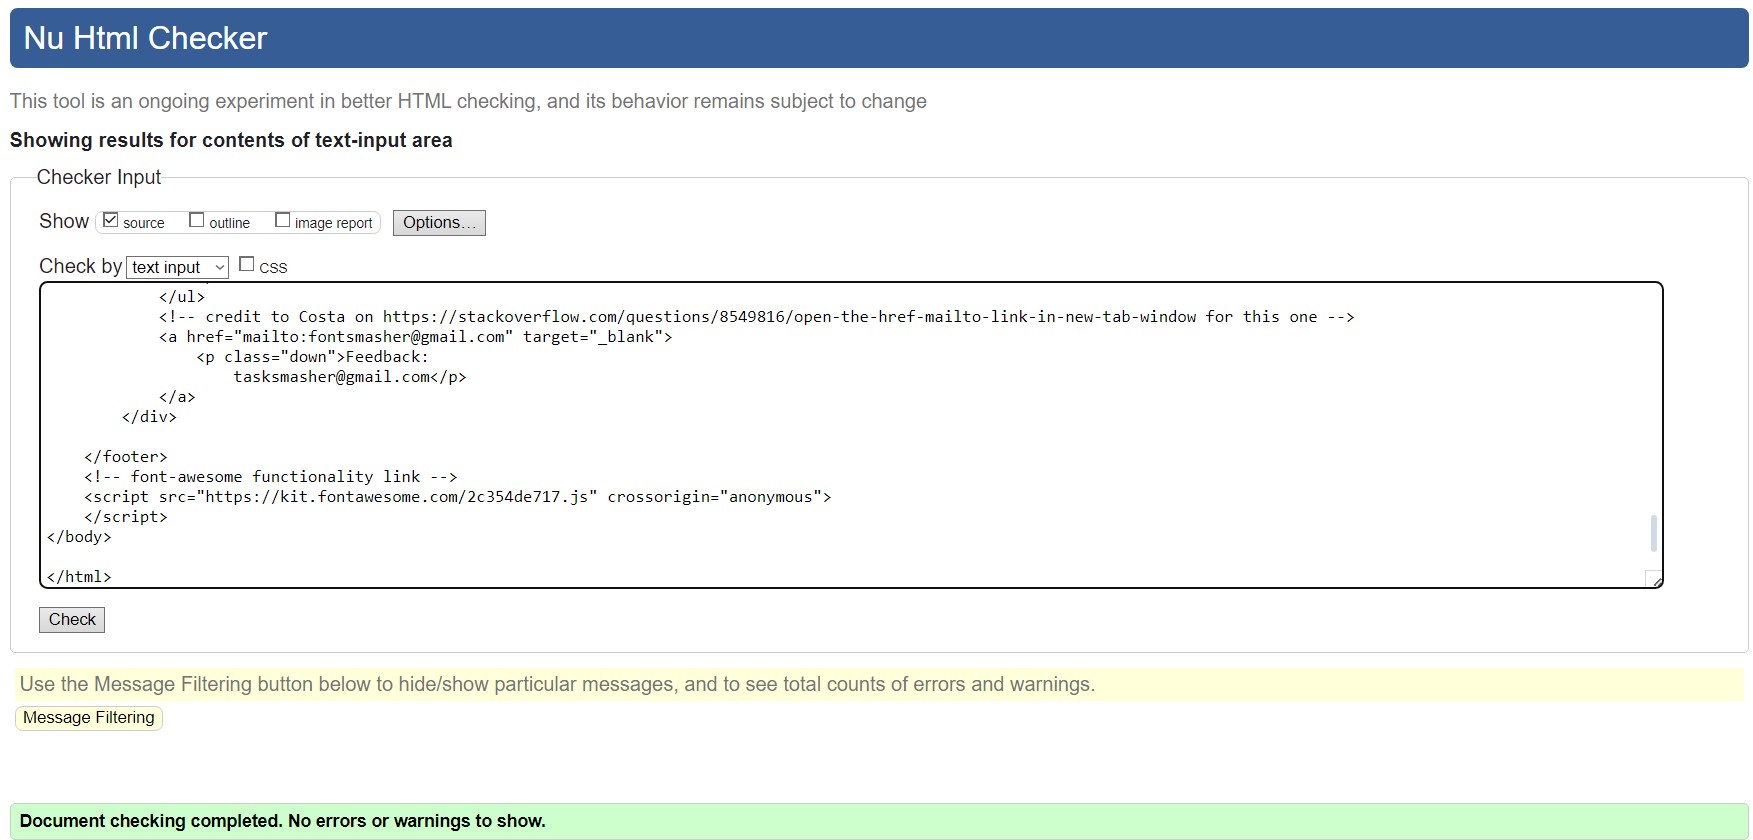 Nu Html Checker
This tool is an ongoing experiment in better HTML checking, and its behavior remains subject to change
Showing results for contents of text-input area
Checker Input
Show source outline image report Options...
Check by text input CSS
</ul>
<!-- credit to Costa on https://stackoverflow.com/questions/8549816/open-the-href-mailto-link-in-new-tab-window for this one -->
<a href="mailto:fontsmasher@gmail.com" target="_blank">
<p class="down">Feedback:
tasksmasher@gmail.com</p>
</a>
</div>
</footer>
<!-- font-awesome functionality link -->
<script src="https://kit.fontawesome.com/2c354de717.js" crossorigin="anonymous">
</script>
</body>
</html>
Check
Use the Message Filtering button below to hide/show particular messages, and to see total counts of errors and warnings.
Message Filtering
Document checking completed. No errors or warnings to show.